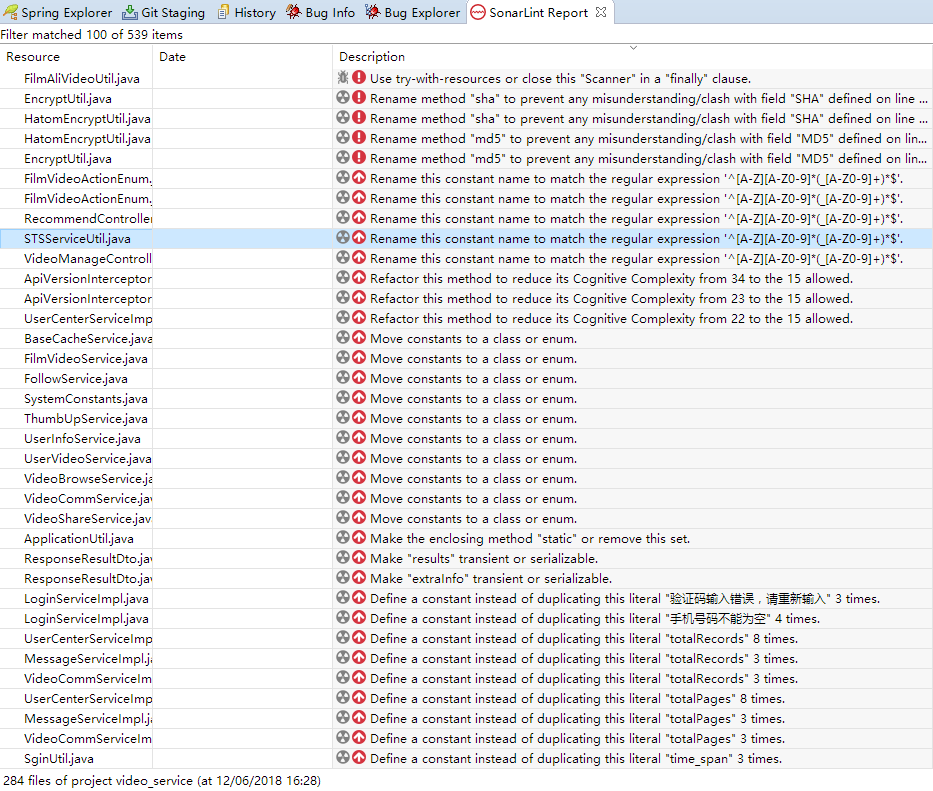 Spring Explorer Git Staging History Bug Info Bug Explorer SonarLint Report
Filter matched 100 of 539 items
Resource Date Description
FilmAliVideoUtil.java Use try-with-resources or close this "Scanner" in a "finally" clause.
EncryptUtil.java Rename method "sha" to prevent any misunderstanding/clash with field "SHA" defined on line ...
HatomEncryptUtil.java Rename method "sha" to prevent any misunderstanding/clash with field "SHA" defined on line ...
HatomEncryptUtil.java Rename method "md5" to prevent any misunderstanding/clash with field "MD5" defined on lin...
EncryptUtil.java Rename method "md5" to prevent any misunderstanding/clash with field "MD5" defined on lin...
FilmVideoActionEnum. Rename this constant name to match the regular expression '^[A-Z][A-Z0-9]*(_[A-Z0-9]+)*$'.
FilmVideoActionEnum. Rename this constant name to match the regular expression '^[A-Z][A-Z0-9]*(_[A-Z0-9]+)*$'.
RecommendController Rename this constant name to match the regular expression '^[A-Z][A-Z0-9]*(_[A-Z0-9]+)*$'.
STSServiceUtil.java Rename this constant name to match the regular expression '^[A-Z][A-Z0-9]*(_[A-Z0-9]+)*$'.
VideoManageControll Rename this constant name to match the regular expression '^[A-Z][A-Z0-9]*(_[A-Z0-9]+)*$'.
ApiVersionInterceptor Refactor this method to reduce its Cognitive Complexity from 34 to the 15 allowed.
ApiVersionInterceptor Refactor this method to reduce its Cognitive Complexity from 23 to the 15 allowed.
UserCenterServiceImp Refactor this method to reduce its Cognitive Complexity from 22 to the 15 allowed.
BaseCacheService.java Move constants to a class or enum.
FilmVideoService.java Move constants to a class or enum.
FollowService.java Move constants to a class or enum.
SystemConstants.java Move constants to a class or enum.
ThumbUpService.java Move constants to a class or enum.
UserInfoService.java Move constants to a class or enum.
UserVideoService.java Move constants to a class or enum.
VideoBrowseService.ja Move constants to a class or enum.
VideoCommService.jav Move constants to a class or enum.
VideoShareService.java Move constants to a class or enum.
ApplicationUtil.java Make the enclosing method "static" or remove this set.
ResponseResultDto.jav Make "results" transient or serializable.
ResponseResultDto.jav Make "extraInfo" transient or serializable.
LoginServiceImpl.java Define a constant instead of duplicating this literal "验证码输入错误，请重新输入" 3 times.
LoginServiceImpl.java Define a constant instead of duplicating this literal "手机号码不能为空" 4 times.
UserCenterServiceImp Define a constant instead of duplicating this literal "totalRecords" 8 times.
MessageServiceImpl.ja Define a constant instead of duplicating this literal "totalRecords" 3 times.
VideoCommServiceIm Define a constant instead of duplicating this literal "totalRecords" 3 times.
UserCenterServiceImp Define a constant instead of duplicating this literal "totalPages" 8 times.
MessageServiceImpl.ja Define a constant instead of duplicating this literal "totalPages" 3 times.
VideoCommServiceIm Define a constant instead of duplicating this literal "totalPages" 3 times.
SginUtil.java Define a constant instead of duplicating this literal "time_span" 3 times.
284 files of project video_service (at 12/06/2018 16:28)